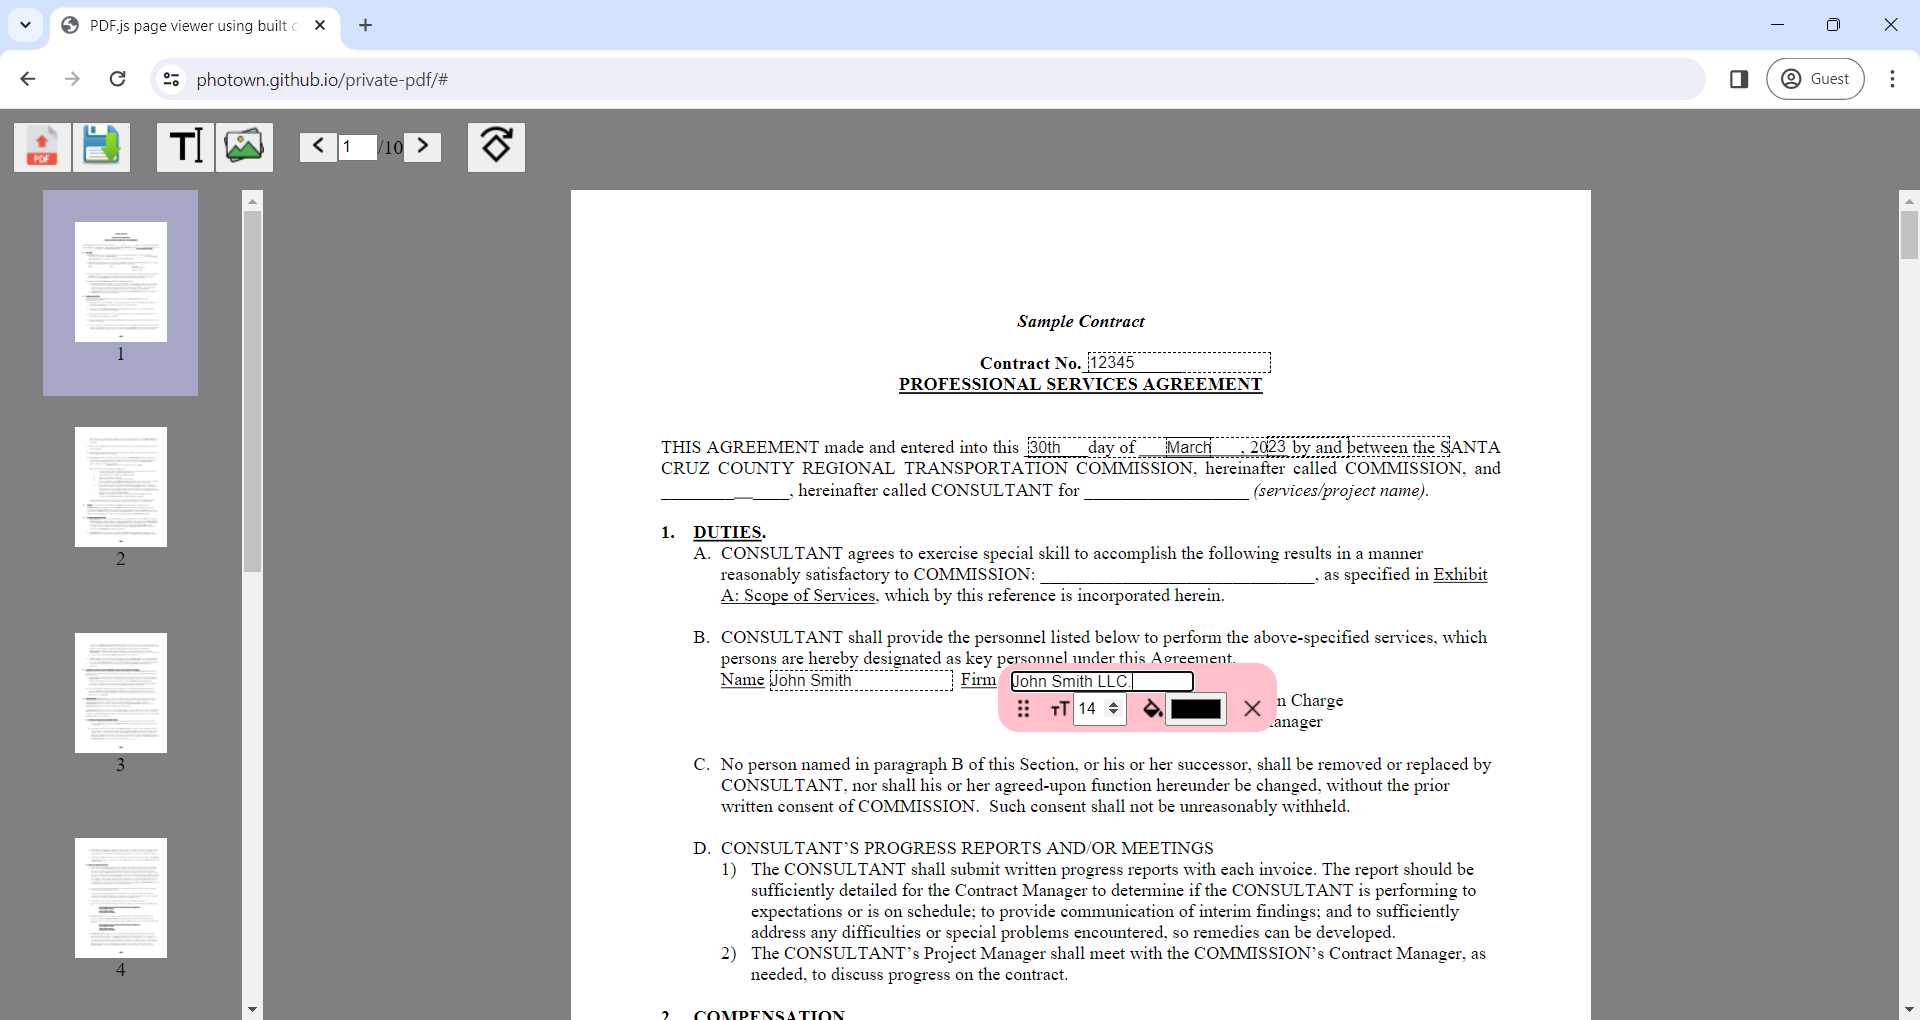 PDF.js page viewer using built
photown.github.io/private-pdf/#
Guest
PDF
1 /10
1
2
3
4
Sample Contract
Contract No. 12345
PROFESSIONAL SERVICES AGREEMENT
THIS AGREEMENT made and entered into this 30th day of March, 2023 by and between the SANTA
CRUZ COUNTY REGIONAL TRANSPORTATION COMMISSION, hereinafter called COMMISSION, and
______________, hereinafter called CONSULTANT for __________________ (services/project name).
1. DUTIES.
A. CONSULTANT agrees to exercise special skill to accomplish the following results in a manner
reasonably satisfactory to COMMISSION: ______________________________, as specified in Exhibit
A: Scope of Services, which by this reference is incorporated herein.
B. CONSULTANT shall provide the personnel listed below to perform the above-specified services, which
persons are hereby designated as key personnel under this Agreement.
Name John Smith Firm John Smith LLC.
14
n Charge
anager
C. No person named in paragraph B of this Section, or his or her successor, shall be removed or replaced by
CONSULTANT, nor shall his or her agreed-upon function hereunder be changed, without the prior
written consent of COMMISSION. Such consent shall not be unreasonably withheld.
D. CONSULTANT'S PROGRESS REPORTS AND/OR MEETINGS
1) The CONSULTANT shall submit written progress reports with each invoice. The report should be
sufficiently detailed for the Contract Manager to determine if the CONSULTANT is performing to
expectations or is on schedule; to provide communication of interim findings; and to sufficiently
address any difficulties or special problems encountered, so remedies can be developed.
2) The CONSULTANT's Project Manager shall meet with the COMMISSION's Contract Manager, as
needed, to discuss progress on the contract.
2. COMPENSATION